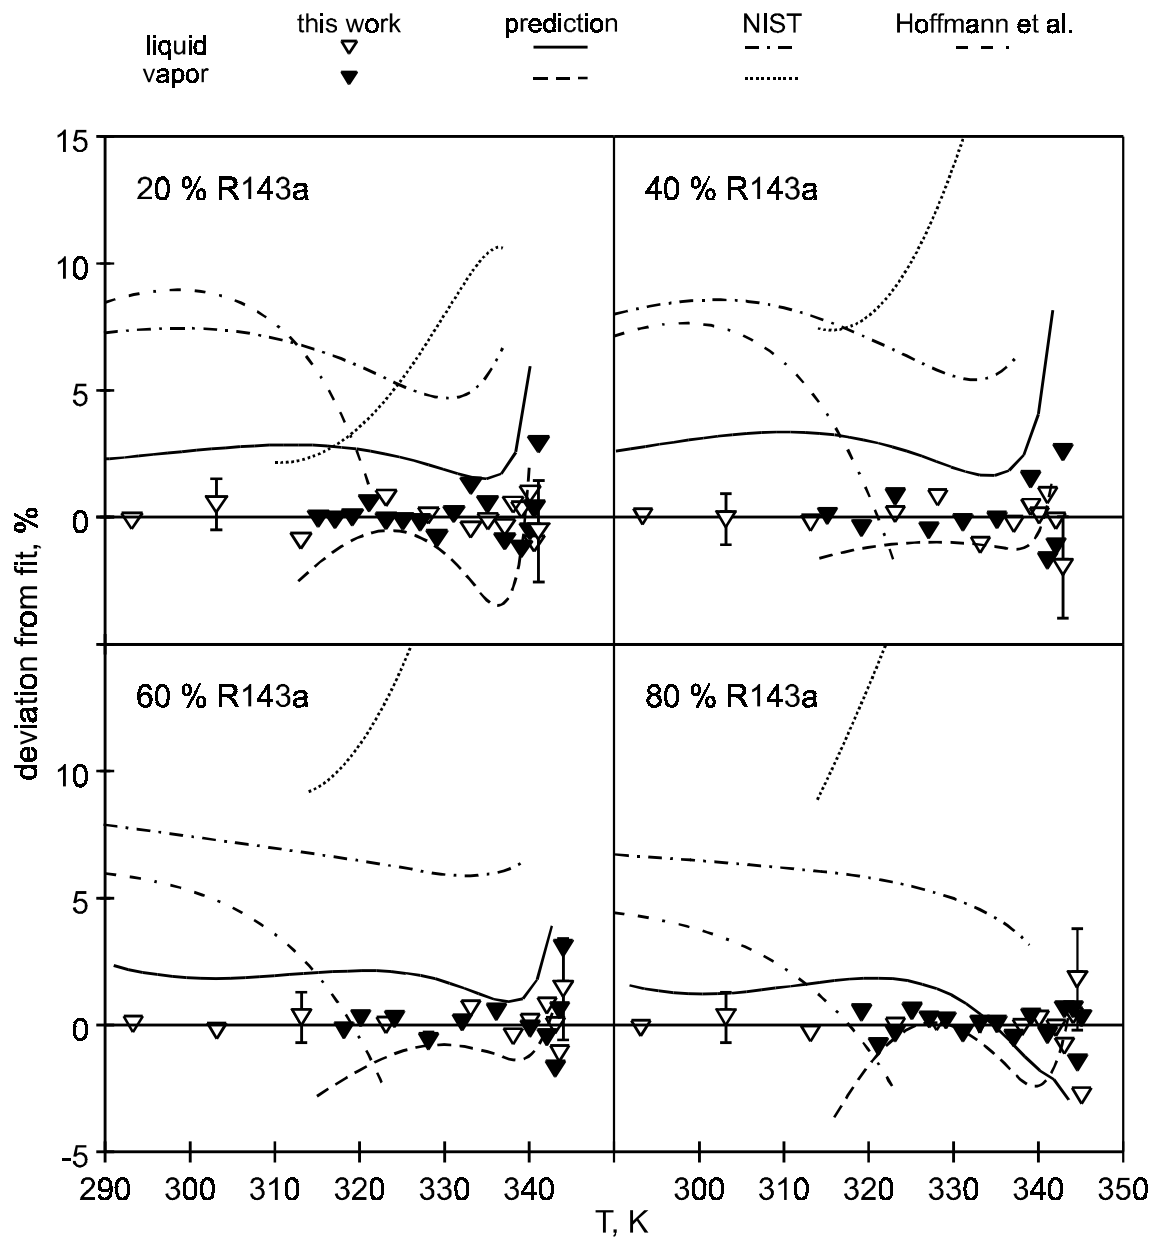 this work prediction NIST Hoffmann et al.
liquid
vapor
15
20 % R143a
40 % R143a
10
5
0
deviation from fit, %
60 % R143a
80 % R143a
10
5
0
-5
290 300 310 320 330 340 300 310 320 330 340 350
T, K